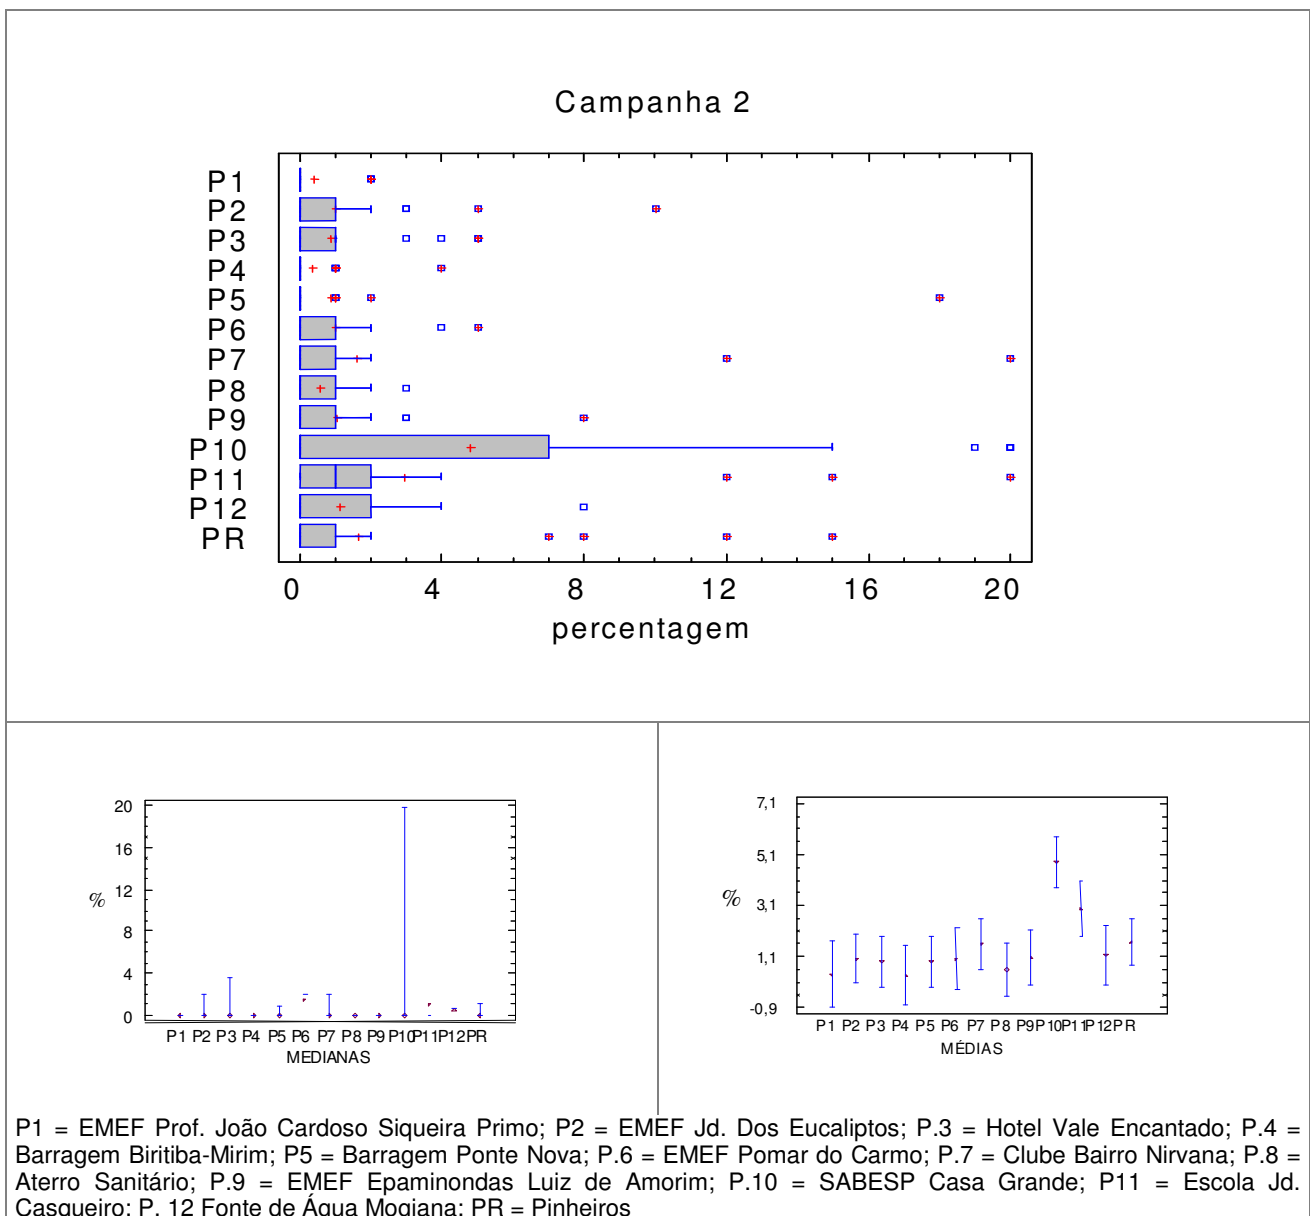 Campanha 2
P1
P2
P3
P4
P5
P6
P7
P8
P9
P10
P11
P12
PR
0 4 8 12 16 20
percentagem
20
16
12
8
4
0
%
P1 P2 P3 P4 P5 P6 P7 P8 P9 P10 P11 P12 PR
MEDIANAS
7,1
5,1
3,1
1,1
-0,9
%
P1 P2 P3 P4 P5 P6 P7 P8 P9 P10 P11 P12 PR
MÉDIAS
P1 = EMEF Prof. João Cardoso Siqueira Primo; P2 = EMEF Jd. Dos Eucaliptos; P.3 = Hotel Vale Encantado; P.4 =
Barragem Biritiba-Mirim; P5 = Barragem Ponte Nova; P.6 = EMEF Pomar do Carmo; P.7 = Clube Bairro Nirvana; P.8 =
Aterro Sanitário; P.9 = EMEF Epaminondas Luiz de Amorim; P.10 = SABESP Casa Grande; P11 = Escola Jd.
Casqueiro; P. 12 Fonte de Água Mogiana; PR = Pinheiros